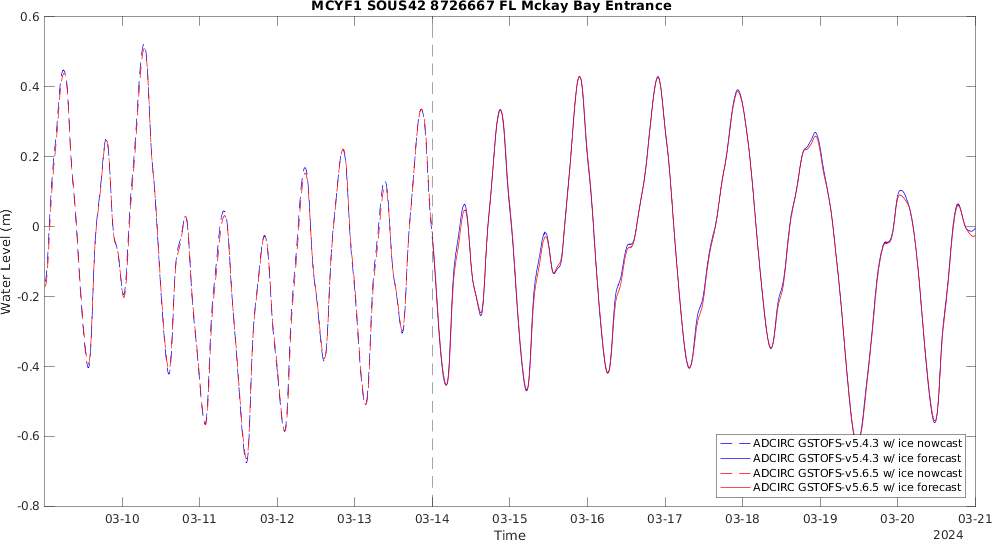 MCYF1 SOUS42 8726667 FL Mckay Bay Entrance
0.6
0.4
0.2
0
-0.2
-0.4
-0.6
-0.8
Water Level (m)
03-10 03-11 03-12 03-13 03-14 03-15 03-16 03-17 03-18 03-19 03-20 03-21
Time
2024
ADCIRC GSTOFS-v5.4.3 w/ ice nowcast
ADCIRC GSTOFS-v5.4.3 w/ ice forecast
ADCIRC GSTOFS-v5.6.5 w/ ice nowcast
ADCIRC GSTOFS-v5.6.5 w/ ice forecast